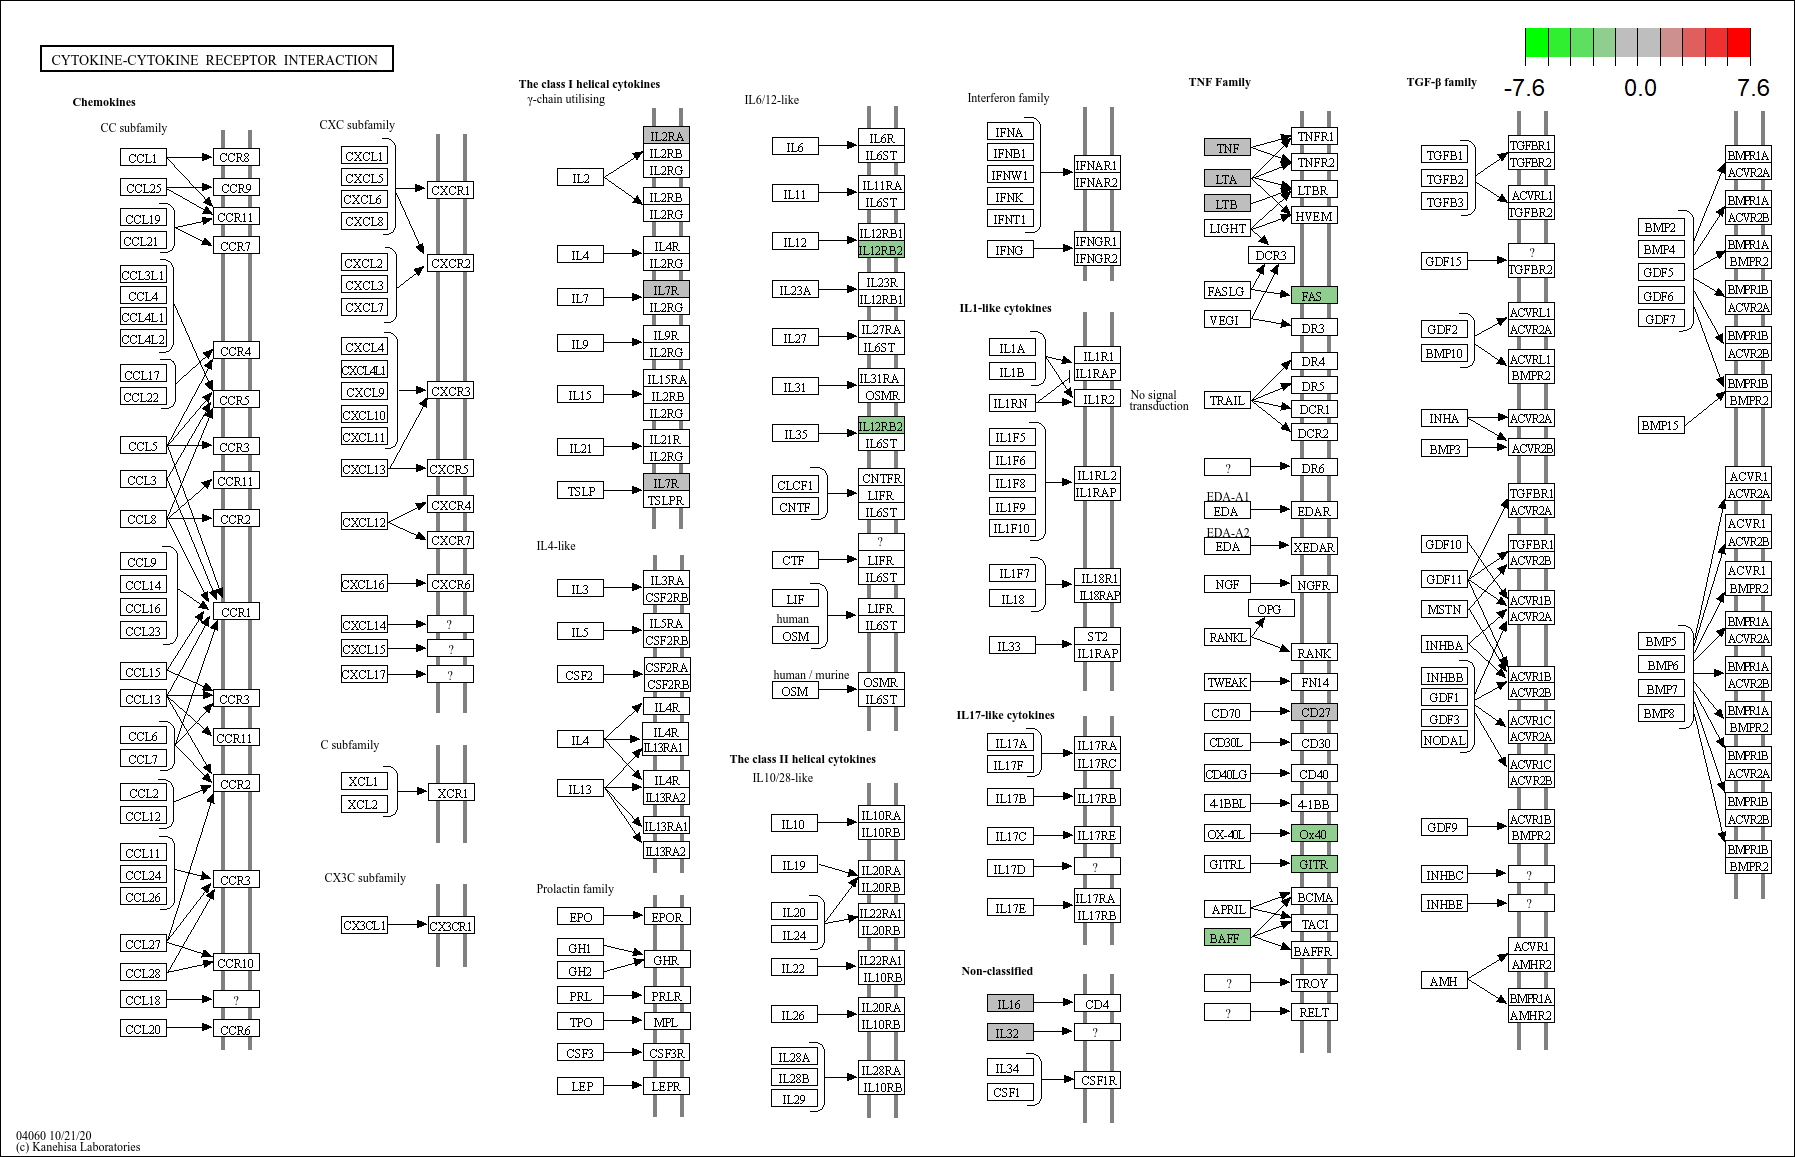 CYTOKINE-CYTOKINE RECEPTOR INTERACTION
-7.6 0.0 7.6
Chemokines
CC subfamily
CCL1
CCL25
CCL19
CCL21
CCL3L1
CCL4
CCL4L1
CCL4L2
CCL17
CCL22
CCL5
CCL3
CCL8
CCL9
CCL14
CCL16
CCL23
CCL15
CCL13
CCL6
CCL7
CCL2
CCL12
CCL11
CCL24
CCL26
CCL27
CCL28
CCL18
CCL20
CCR8
CCR9
CCR11
CCR7
CCR4
CCR5
CCR3
CCR11
CCR2
CCR1
CCR3
CCR11
CCR2
CCR3
CCR10
?
CCR6
CXC subfamily
CXCL1
CXCL5
CXCL6
CXCL8
CXCL2
CXCL3
CXCL7
CXCL4
CXCL4L1
CXCL9
CXCL10
CXCL11
CXCL13
CXCL12
CXCL16
CXCL14
CXCL15
CXCL17
CXCR1
CXCR2
CXCR3
CXCR5
CXCR4
CXCR7
CXCR6
?
?
?
C subfamily
XCL1
XCL2
XCR1
CX3C subfamily
CX3CL1
CX3CR1
The class I helical cytokines
γ-chain utilising
IL2
IL4
IL7
IL9
IL15
IL21
TSLP
IL2RA
IL2RB
IL2RG
IL2RB
IL2RG
IL4R
IL2RG
IL7R
IL2RG
IL9R
IL2RG
IL15RA
IL2RB
IL2RG
IL21R
IL2RG
IL7R
TSLPR
IL4-like
IL3
IL5
CSF2
IL4
IL13
IL3RA
CSF2RB
IL5RA
CSF2RB
CSF2RA
CSF2RB
IL4R
IL4R
IL13RA1
IL4R
IL13RA2
IL13RA1
IL13RA2
Prolactin family
EPO
GH1
GH2
PRL
TPO
CSF3
LEP
EPOR
GHR
PRLR
MPL
CSF3R
LEPR
IL6/12-like
IL6
IL11
IL12
IL23A
IL27
IL31
IL35
CLCF1
CNTF
CTF
LIF
human
OSM
human / murine
OSM
IL6R
IL6ST
IL11RA
IL6ST
IL12RB1
IL12RB2
IL23R
IL12RB1
IL27RA
IL6ST
IL31RA
OSMR
IL12RB2
IL6ST
CNTFR
LIFR
IL6ST
?
LIFR
IL6ST
LIFR
IL6ST
OSMR
IL6ST
The class II helical cytokines
IL10/28-like
IL10
IL19
IL20
IL24
IL22
IL26
IL28A
IL28B
IL29
IL10RA
IL10RB
IL20RA
IL20RB
IL22RA1
IL20RB
IL22RA1
IL10RB
IL20RA
IL10RB
IL28RA
IL10RB
Interferon family
IFNA
IFNB1
IFNW1
IFNK
IFNT1
IFNG
IFNAR1
IFNAR2
IFNGR1
IFNGR2
IL1-like cytokines
IL1A
IL1B
IL1RN
IL1F5
IL1F6
IL1F8
IL1F9
IL1F10
IL1F7
IL18
IL33
IL1R1
IL1RAP
IL1R2
No signal
transduction
IL1RL2
IL1RAP
IL18R1
IL18RAP
ST2
IL1RAP
IL17-like cytokines
IL17A
IL17F
IL17B
IL17C
IL17D
IL17E
IL17RA
IL17RC
IL17RB
IL17RE
?
IL17RA
IL17RB
Non-classified
IL16
IL32
IL34
CSF1
CD4
?
CSF1R
TNF Family
TNF
LTA
LTB
LIGHT
FASLG
VEGI
TRAIL
?
EDA-A1
EDA
EDA-A2
EDA
NGF
RANKL
TWEAK
CD70
CD30L
CD40LG
4-1BBL
OX-40L
GITRL
APRIL
BAFF
?
?
TNFR1
TNFR2
LTBR
HVEM
DCR3
FAS
DR3
DR4
DR5
DCR1
DCR2
DR6
EDAR
XEDAR
NGFR
OPG
RANK
FN14
CD27
CD30
CD40
4-1BB
Ox40
GITR
BCMA
TACI
BAFFR
TROY
RELT
TGF-β family
TGFB1
TGFB2
TGFB3
GDF15
GDF2
BMP10
INHA
BMP3
GDF10
GDF11
MSTN
INHBA
INHBB
GDF1
GDF3
NODAL
GDF9
INHBC
INHBE
AMH
TGFBR1
TGFBR2
ACVRL1
TGFBR2
?
TGFBR2
ACVRL1
ACVR2A
ACVRL1
BMPR2
ACVR2A
ACVR2B
TGFBR1
ACVR2A
TGFBR1
ACVR2B
ACVR1B
ACVR2A
ACVR1B
ACVR2B
ACVR1C
ACVR2A
ACVR1C
ACVR2B
ACVR1B
BMPR2
?
?
ACVR1
AMHR2
BMPR1A
AMHR2
BMP2
BMP4
GDF5
GDF6
GDF7
BMP15
BMP5
BMP6
BMP7
BMP8
BMPR1A
ACVR2A
BMPR1A
ACVR2B
BMPR1A
BMPR2
BMPR1B
ACVR2A
BMPR1B
ACVR2B
BMPR1B
BMPR2
ACVR1
ACVR2A
ACVR1
ACVR2B
ACVR1
BMPR2
BMPR1A
ACVR2A
BMPR1A
ACVR2B
BMPR1A
BMPR2
BMPR1B
ACVR2A
BMPR1B
ACVR2B
BMPR1B
BMPR2
04060 10/21/20
(c) Kanehisa Laboratories